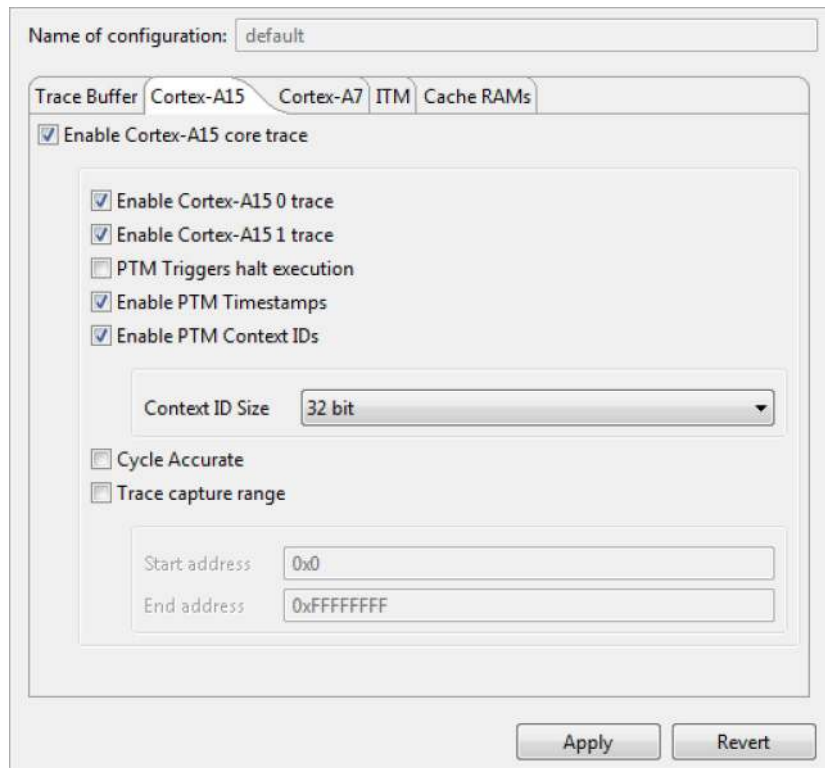 Name of configuration: default
Trace Buffer Cortex-A15 Cortex-A7 ITM Cache RAMs
Enable Cortex-A15 core trace
Enable Cortex-A15 0 trace
Enable Cortex-A15 1 trace
PTM Triggers halt execution
Enable PTM Timestamps
Enable PTM Context IDs
Context ID Size 32 bit
Cycle Accurate
Trace capture range
Start address 0x0
End address 0xFFFFFFFF
Apply Revert